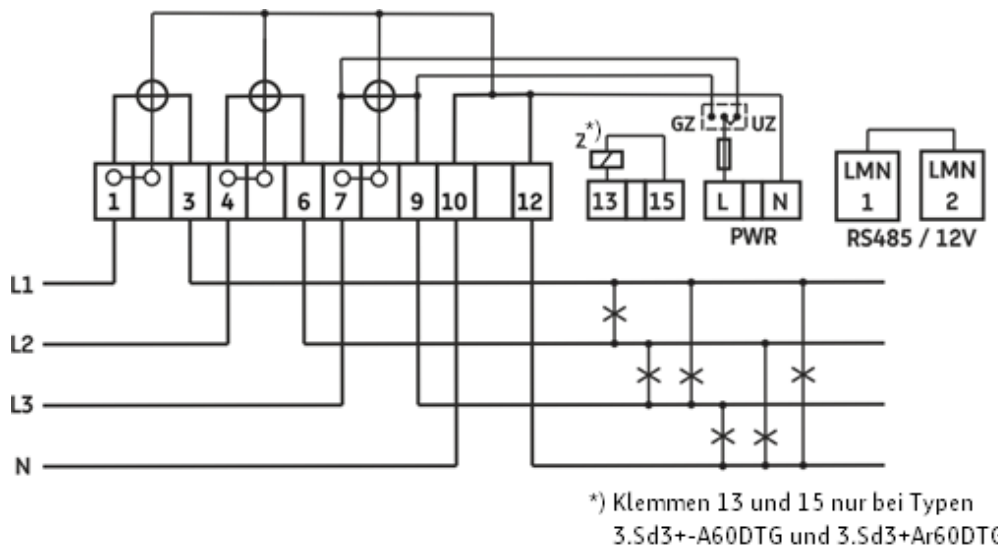 GZ UZ
z*)
1 3 4 6 7 9 10 12
13 15
L N
PWR
LMN 1
LMN 2
RS485 / 12V
L1
L2
L3
N
*) Klemmen 13 und 15 nur bei Typen
3.Sd3+-A60DTG und 3.Sd3+Ar60DTG